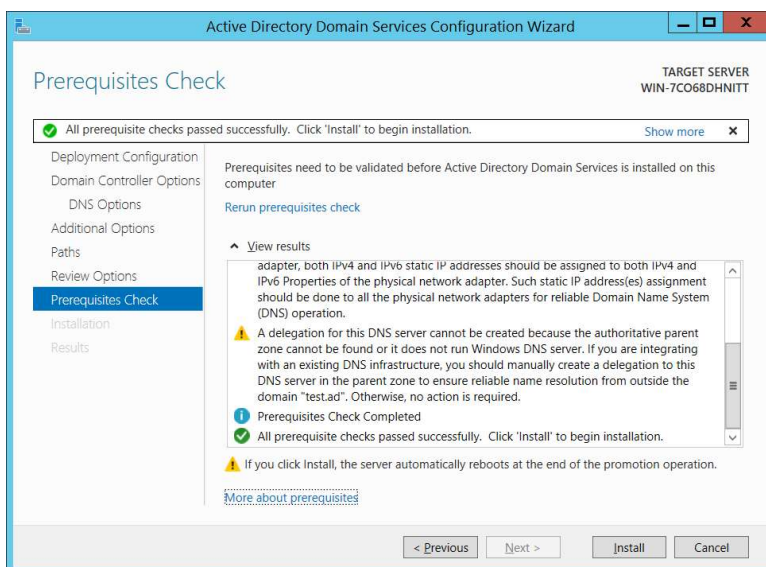 Active Directory Domain Services Configuration Wizard
Prerequisites Check
TARGET SERVER
WIN-7CO68DHNITT
All prerequisite checks passed successfully.  Click 'Install' to begin installation.
Show more
Deployment Configuration
Domain Controller Options
DNS Options
Additional Options
Paths
Review Options
Prerequisites Check
Installation
Results
Prerequisites need to be validated before Active Directory Domain Services is installed on this
computer
Rerun prerequisites check
View results
adapter, both IPv4 and IPv6 static IP addresses should be assigned to both IPv4 and
IPv6 Properties of the physical network adapter. Such static IP address(es) assignment
should be done to all the physical network adapters for reliable Domain Name System
(DNS) operation.
A delegation for this DNS server cannot be created because the authoritative parent
zone cannot be found or it does not run Windows DNS server. If you are integrating
with an existing DNS infrastructure, you should manually create a delegation to this
DNS server in the parent zone to ensure reliable name resolution from outside the
domain "test.ad". Otherwise, no action is required.
Prerequisites Check Completed
All prerequisite checks passed successfully.  Click 'Install' to begin installation.
If you click Install, the server automatically reboots at the end of the promotion operation.
More about prerequisites
< Previous
Next >
Install
Cancel